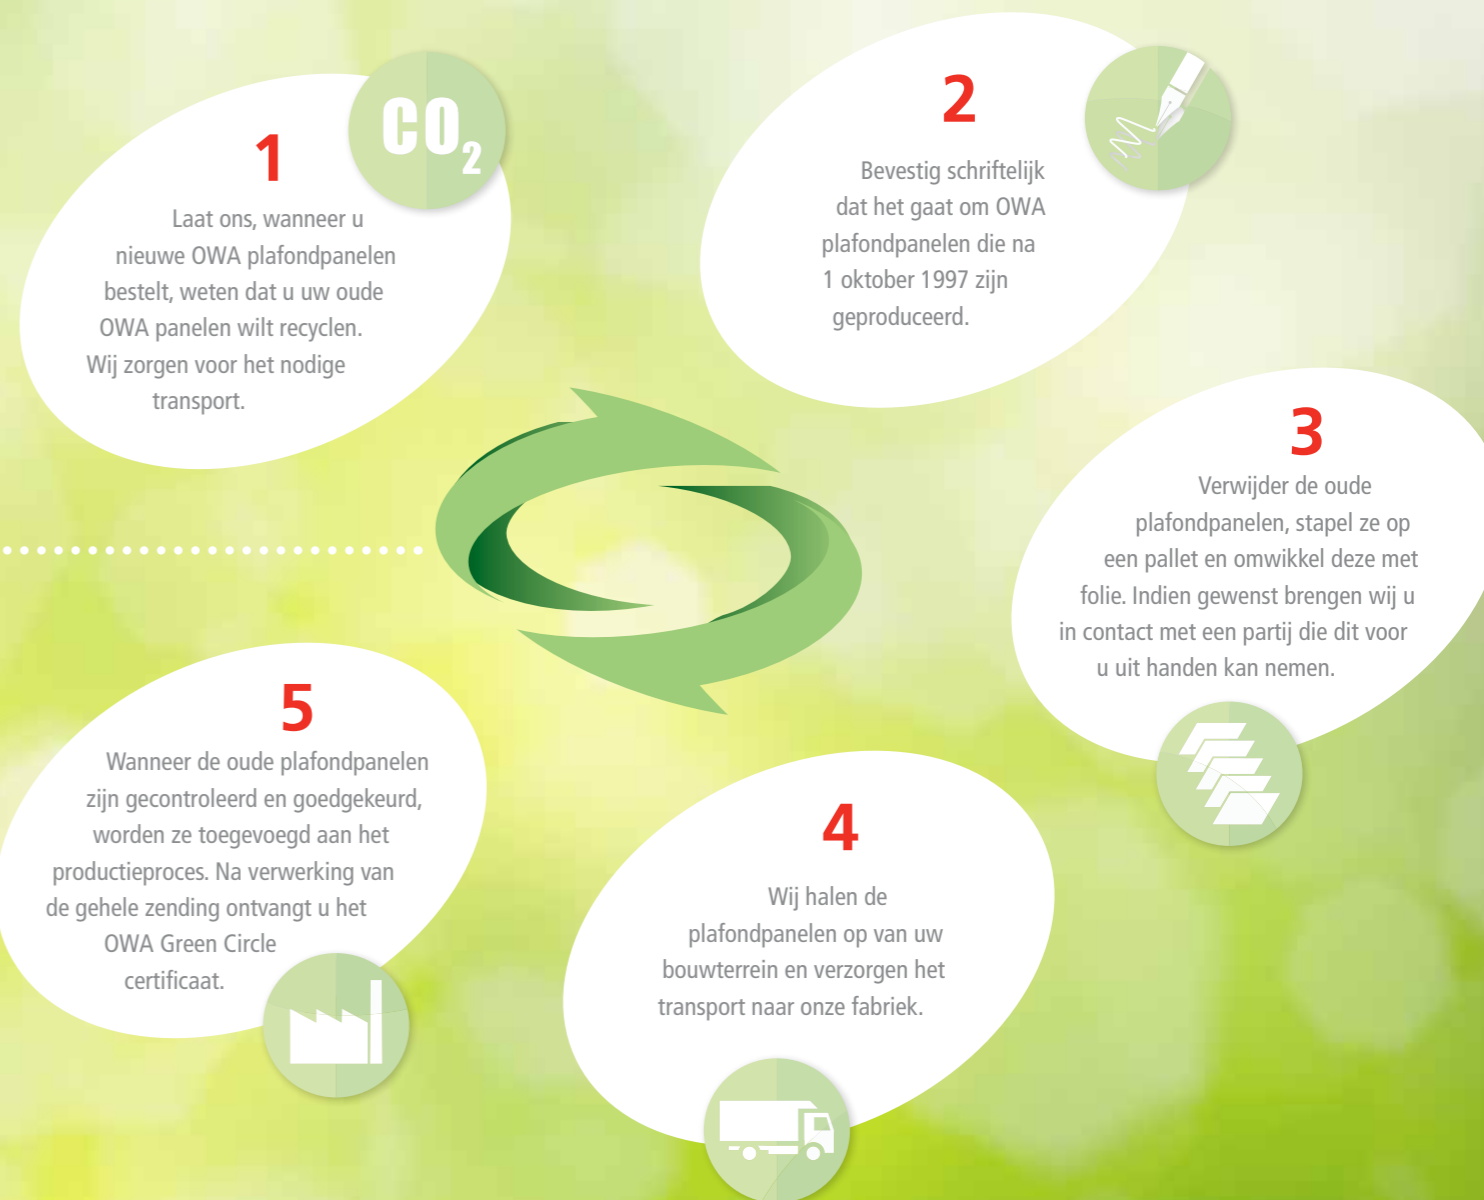 CO2
1
Laat ons, wanneer u
nieuwe OWA plafondpanelen
bestelt, weten dat u uw oude
OWA panelen wilt recyclen.
Wij zorgen voor het nodige
transport.
2
Bevestig schriftelijk
dat het gaat om OWA
plafondpanelen die na
1 oktober 1997 zijn
geproduceerd.
3
Verwijder de oude
plafondpanelen, stapel ze op
een pallet en omwikkel deze met
folie. Indien gewenst brengen wij u
in contact met een partij die dit voor
u uit handen kan nemen.
4
Wij halen de
plafondpanelen op van uw
bouwterrein en verzorgen het
transport naar onze fabriek.
5
Wanneer de oude plafondpanelen
zijn gecontroleerd en goedgekeurd,
worden ze toegevoegd aan het
productieproces. Na verwerking van
de gehele zending ontvangt u het
OWA Green Circle
certificaat.